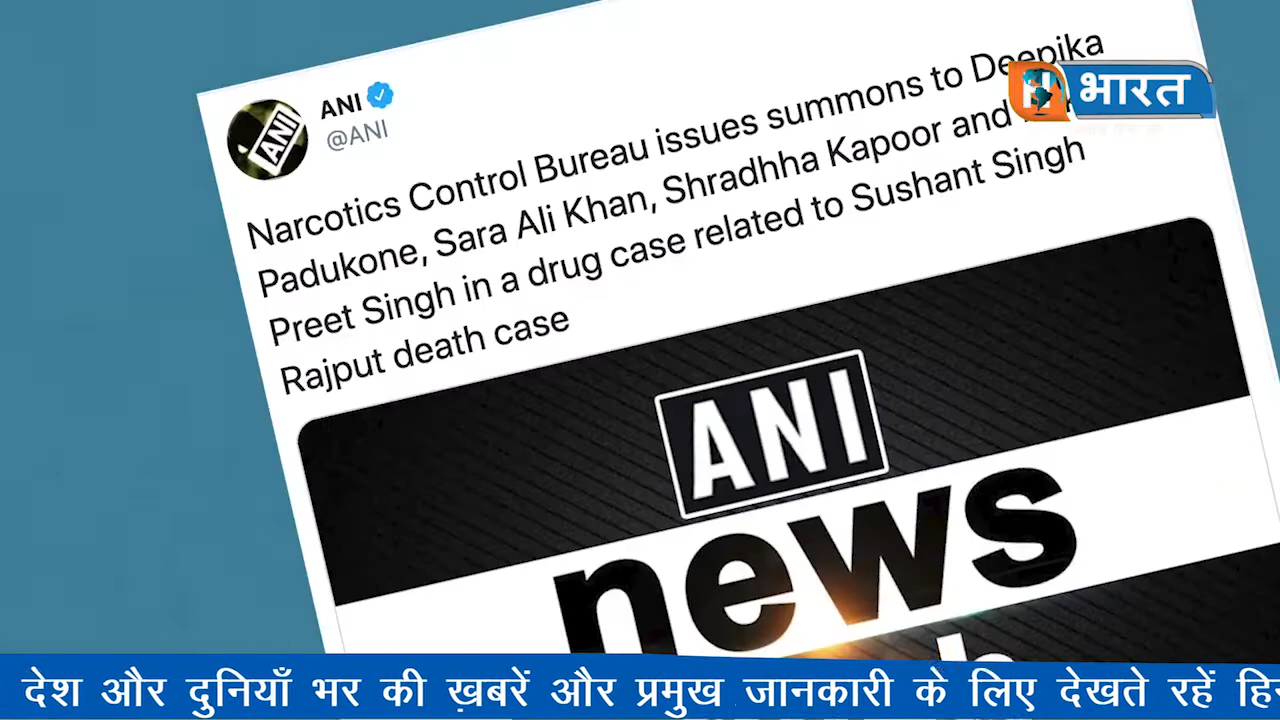 ANI
@ANI
Narcotics Control Bureau issues summons to Deepika
Padukone, Sara Ali Khan, Shradhha Kapoor and
Preet Singh in a drug case related to Sushant Singh
Rajput death case
ANI
ANI
news
भारत
देश और दुनियाँ भर की ख़बरें और प्रमुख जानकारी के लिए देखते रहें